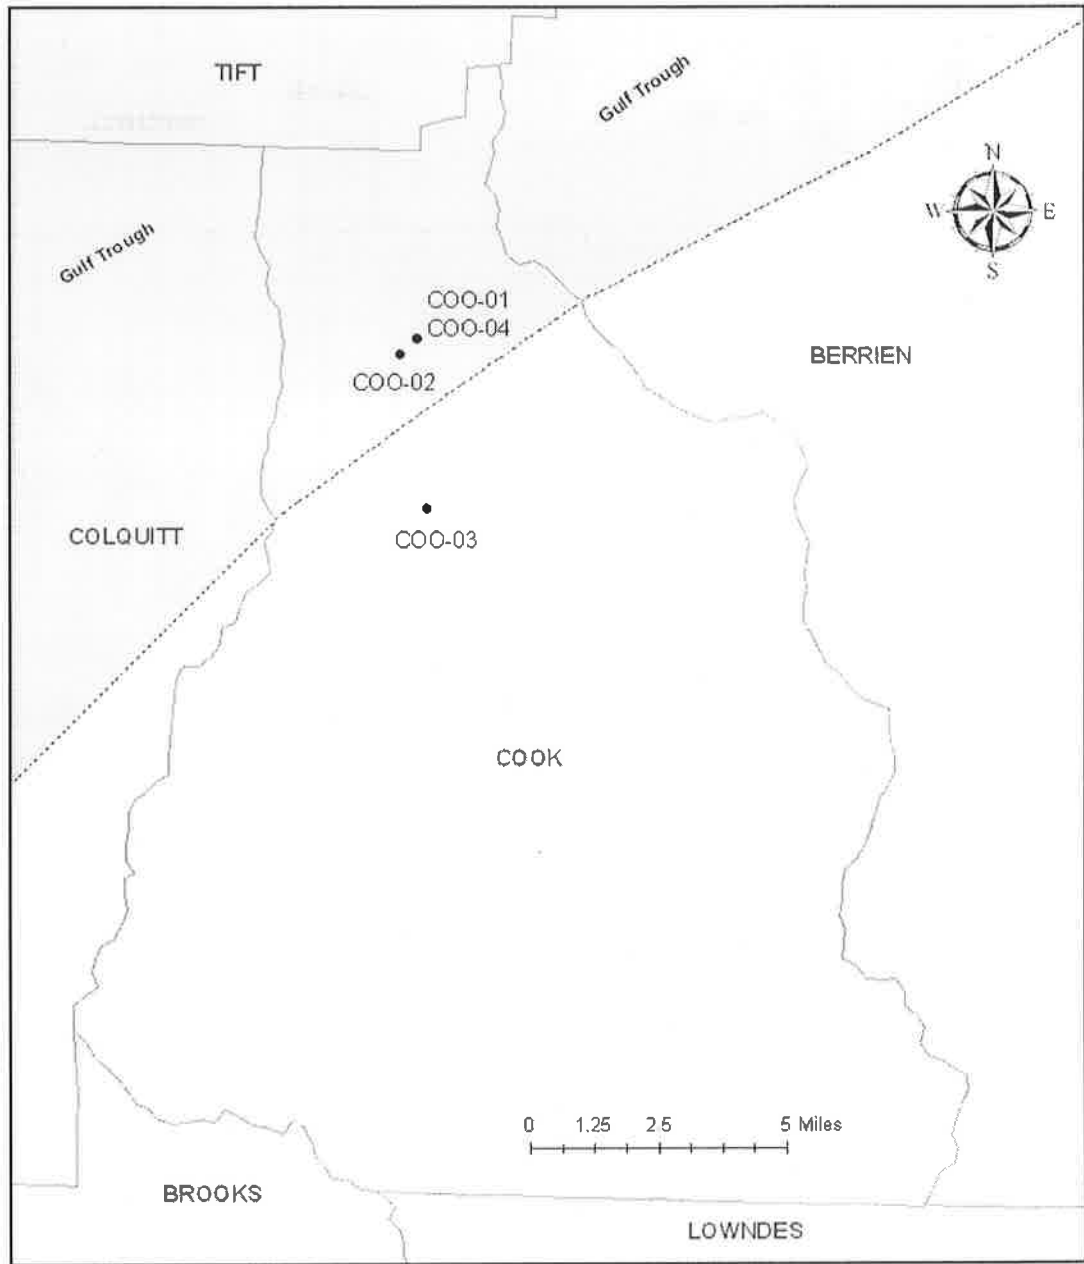 TIFT
Gulf Trough
N
W E
S
Gulf Trough
COO-01
COO-04
COO-02
BERRIEN
COLQUITT
COO-03
COOK
0 1.25 2.5 5 Miles
BROOKS
LOWNDES